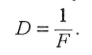 D = 1/F.